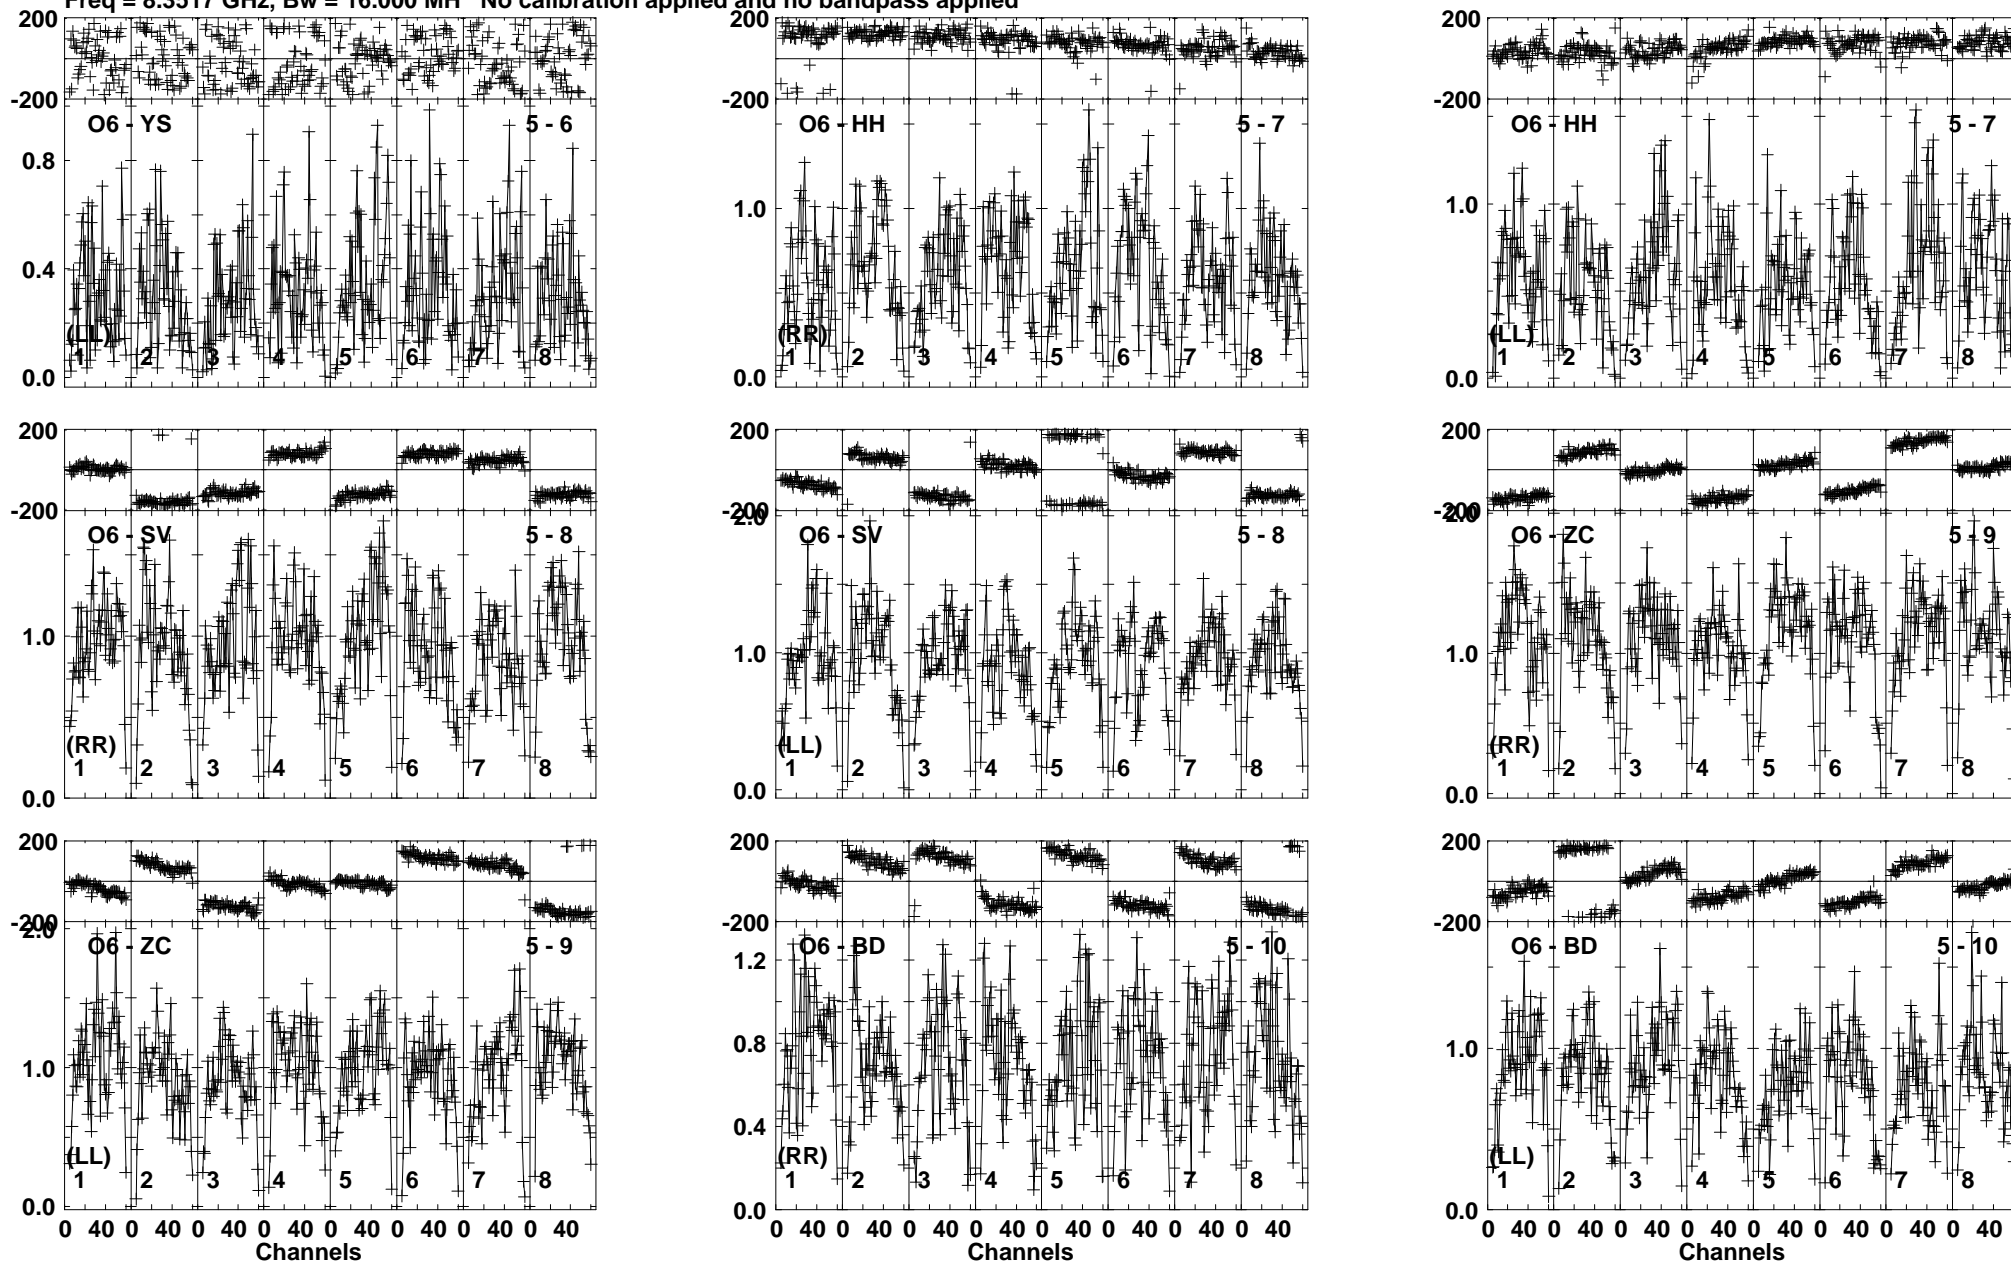 Freq = 8.3517 GHz, Bw = 16.000 MH No calibration applied and no bandpass applied
200 200 200
-200 -200 -200
O6 - YS 5 - 6 O6 - HH 5 - 7 O6 - HH 5 - 7
0.8
1.0 1.0
0.4
(LL) (RR) (LL)
1 2 3 4 5 6 7 8 1 2 3 4 5 6 7 8 1 2 3 4 5 6 7 8
0.0 0.0 0.0
200 200 200
-200 -200 -200
2.0 2.0
O6 - SV 5 - 8 O6 - SV 5 - 8 O6 - ZC 5 - 9
1.0 1.0 1.0
(RR) (LL) (RR)
1 2 3 4 5 6 7 8 1 2 3 4 5 6 7 8 1 2 3 4 5 6 7 8
0.0 0.0 0.0
200 200 200
-200 -200 -200
2.0
O6 - ZC 5 - 9 O6 - BD 5 - 10 O6 - BD 5 - 10
1.2
1.0 0.8 1.0
0.4
(LL) (RR) (LL)
1 2 3 4 5 6 7 8 1 2 3 4 5 6 7 8 1 2 3 4 5 6 7 8
0.0 0.0 0.0
0 40 0 40 0 40 0 40 0 40 0 40 0 40 0 40 0 40 0 40 0 40 0 40 0 40 0 40 0 40 0 40 0 40 0 40 0 40 0 40 0 40 0 40 0 40 0 40
Channels Channels